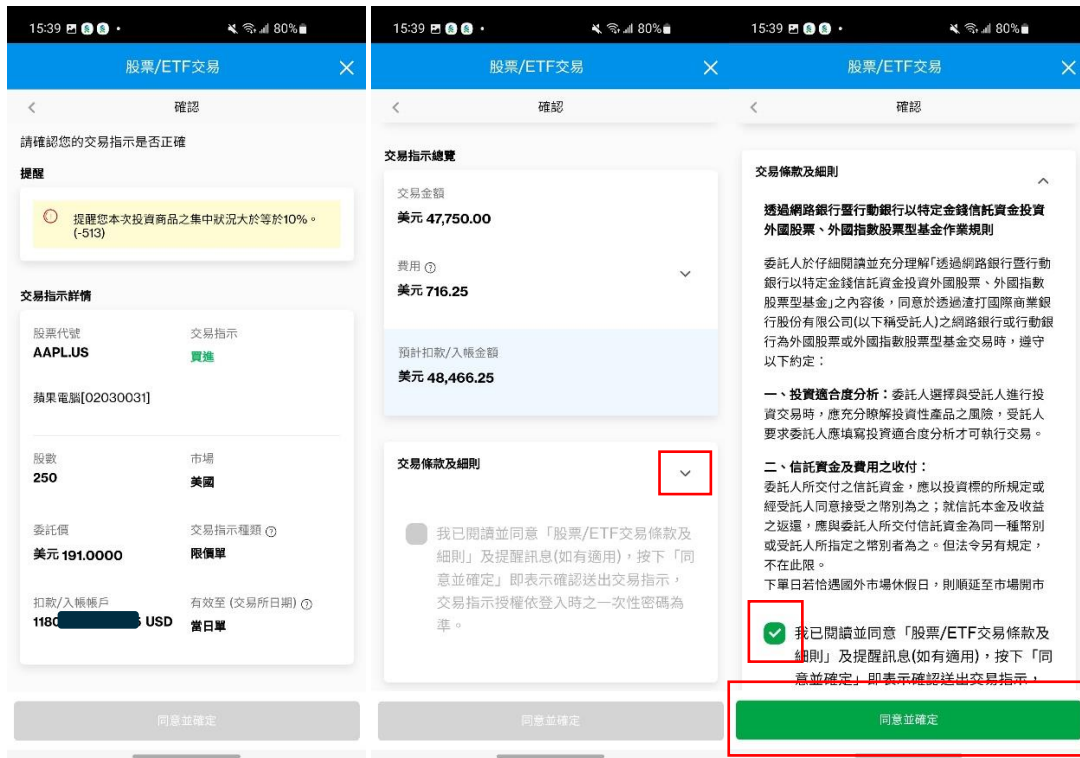 15:39
80%
股票/ETF交易
確認
請確認您的交易指示是否正確
提醒
提醒您本次投資商品之集中狀況大於等於10%。
(-513)
交易指示詳情
股票代號 交易指示
AAPL.US 買進
蘋果電腦[02030031]
股數 市場
250 美國
委託價 交易指示種類
美元 191.0000 限價單
扣款/入帳帳戶 有效至 (交易所日期)
1180 USD 當日單
同意並確定
15:39
80%
股票/ETF交易
確認
交易指示總覽
交易金額
美元 47,750.00
費用
美元 716.25
預計扣款/入帳金額
美元 48,466.25
交易條款及細則
我已閱讀並同意「股票/ETF交易條款及
細則」及提醒訊息(如有適用)，按下「同
意並確定」即表示確認送出交易指示，
交易指示授權依登入時之一次性密碼為
準。
同意並確定
15:39
80%
股票/ETF交易
確認
交易條款及細則
透過網路銀行暨行動銀行以特定金錢信託資金投資
外國股票、外國指數股票型基金作業規則
委託人於仔細閱讀並充分理解「透過網路銀行暨行動
銀行以特定金錢信託資金投資外國股票、外國指數
股票型基金」之內容後，同意於透過渣打國際商業銀
行股份有限公司(以下稱受託人)之網路銀行或行動銀
行為外國股票或外國指數股票型基金交易時，遵守
以下約定：
一、投資適合度分析：委託人選擇與受託人進行投
資交易時，應充分瞭解投資性產品之風險，受託人
要求委託人應填寫投資適合度分析才可執行交易。
二、信託資金及費用之收付：
委託人所交付之信託資金，應以投資標的所規定或
經受託人同意接受之幣別為之；就信託本金及收益
之返還，應與委託人所交付信託資金為同一種幣別
或受託人所指定之幣別者為之。但法令另有規定，
不在此限。
下單日若恰遇國外市場休假日，則順延至市場開市
我已閱讀並同意「股票/ETF交易條款及
細則」及提醒訊息(如有適用)，按下「同
意並確定」即表示確認送出交易指示，
同意並確定